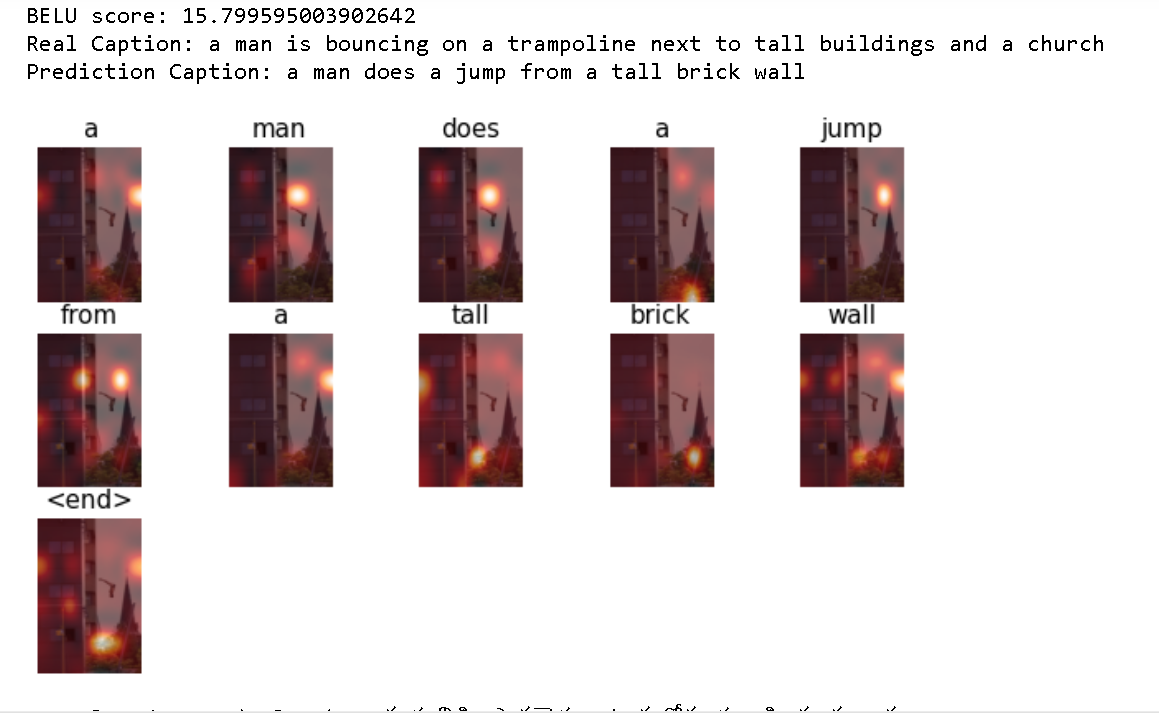 BELU score: 15.799595003902642
Real Caption: a man is bouncing on a trampoline next to tall buildings and a church
Prediction Caption: a man does a jump from a tall brick wall
a man does a jump
from a tall brick wall
<end>